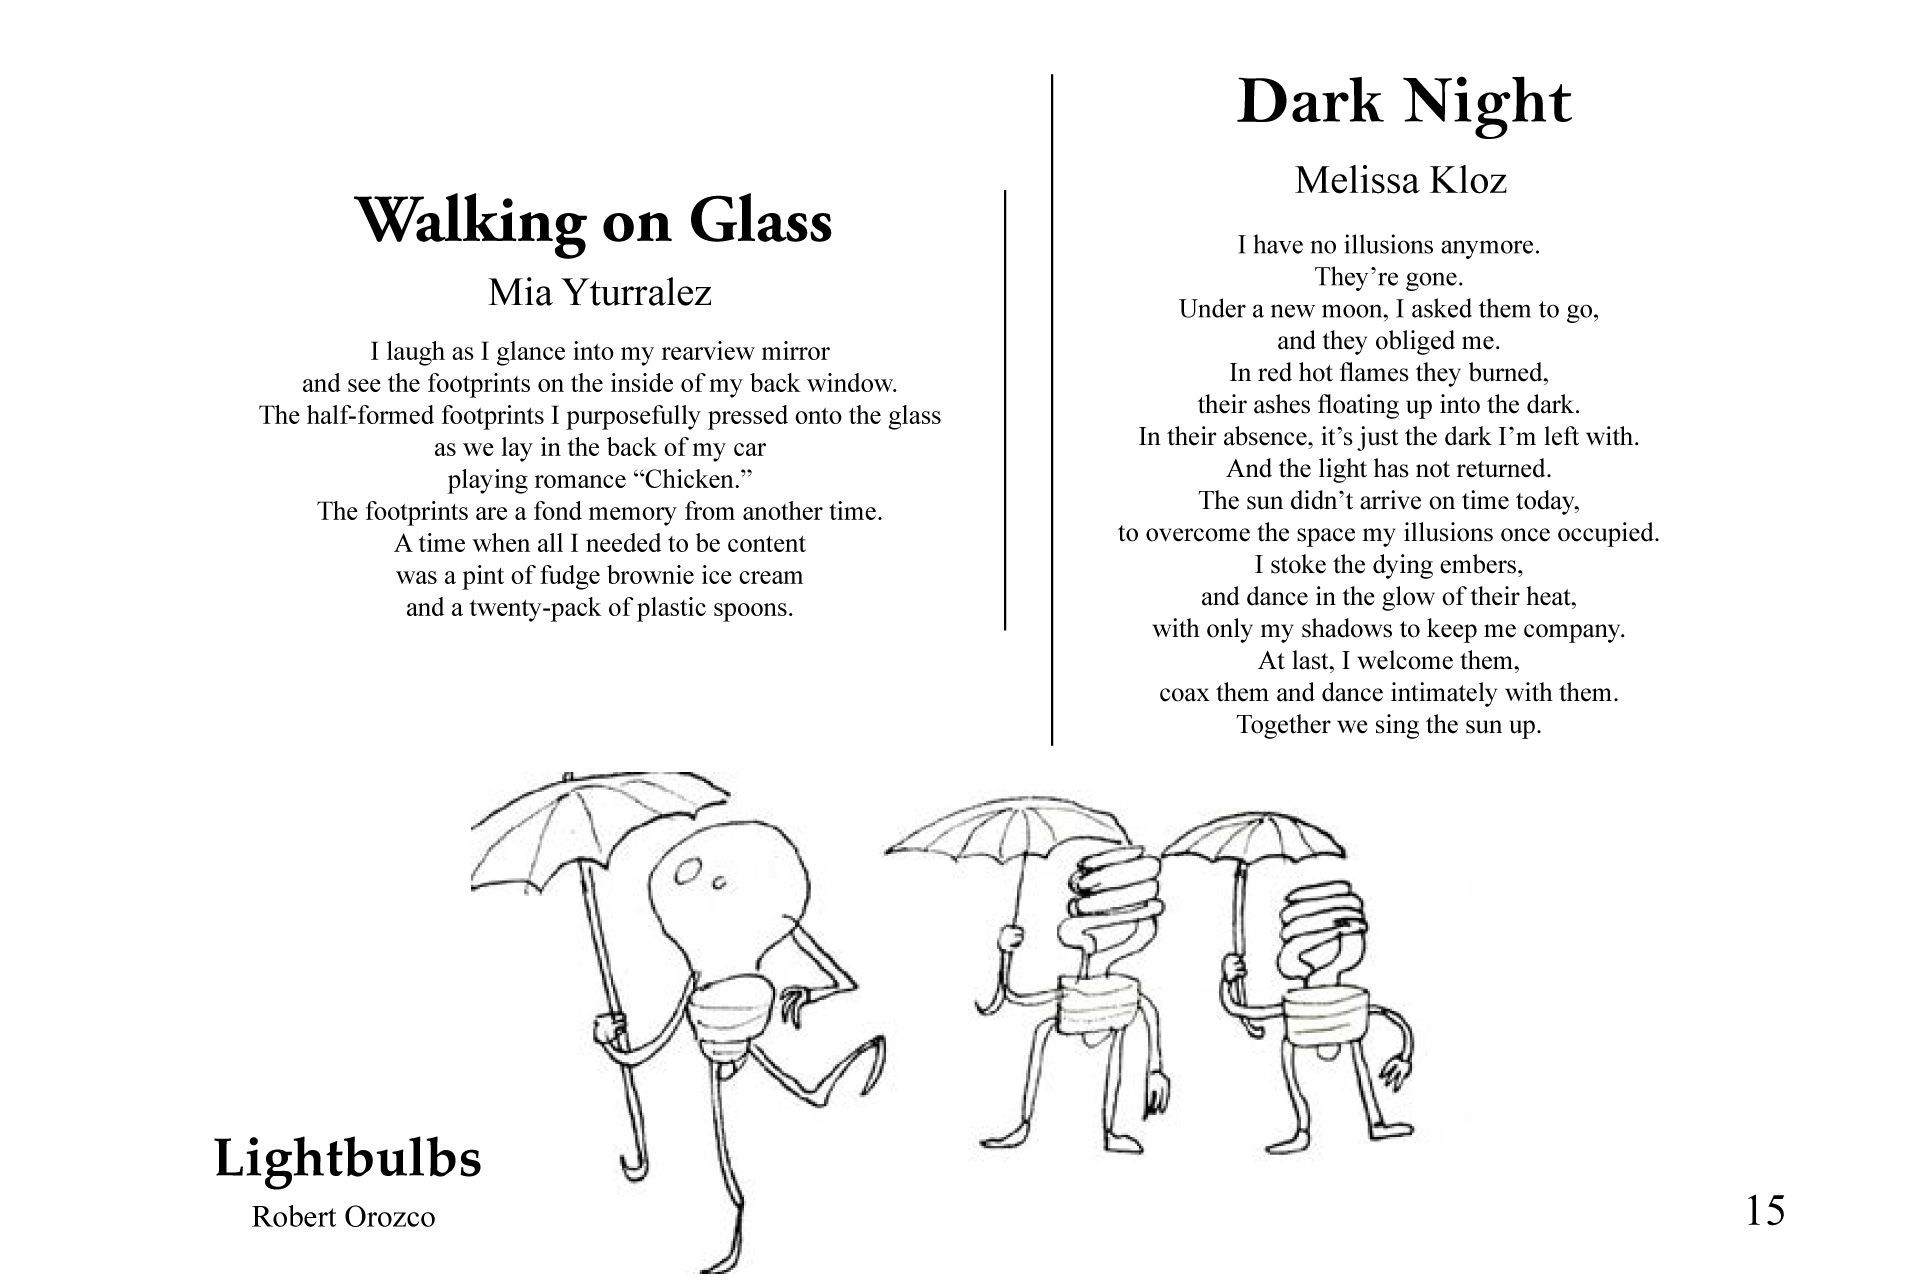 Walking on Glass
Mia Yturralez
I laugh as I glance into my rearview mirror
and see the footprints on the inside of my back window.
The half-formed footprints I purposefully pressed onto the glass
as we lay in the back of my car
playing romance “Chicken.”
The footprints are a fond memory from another time.
A time when all I needed to be content
was a pint of fudge brownie ice cream
and a twenty-pack of plastic spoons.
Dark Night
Melissa Kloz
I have no illusions anymore.
They’re gone.
Under a new moon, I asked them to go,
and they obliged me.
In red hot flames they burned,
their ashes floating up into the dark.
In their absence, it’s just the dark I’m left with.
And the light has not returned.
The sun didn’t arrive on time today,
to overcome the space my illusions once occupied.
I stoke the dying embers,
and dance in the glow of their heat,
with only my shadows to keep me company.
At last, I welcome them,
coax them and dance intimately with them.
Together we sing the sun up.
Lightbulbs
Robert Orozco
15